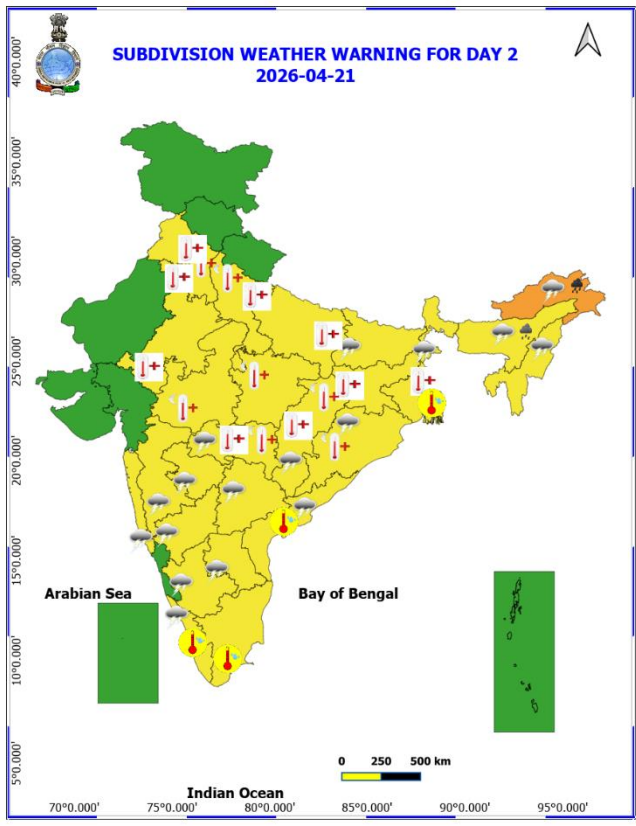 SUBDIVISION WEATHER WARNING FOR DAY 2
2026-04-21
40°0.000'
35°0.000'
30°0.000'
25°0.000'
20°0.000'
15°0.000'
10°0.000'
5°0.000'
Arabian Sea
Bay of Bengal
0 250 500 km
Indian Ocean
70°0.000' 75°0.000' 80°0.000' 85°0.000' 90°0.000' 95°0.000'